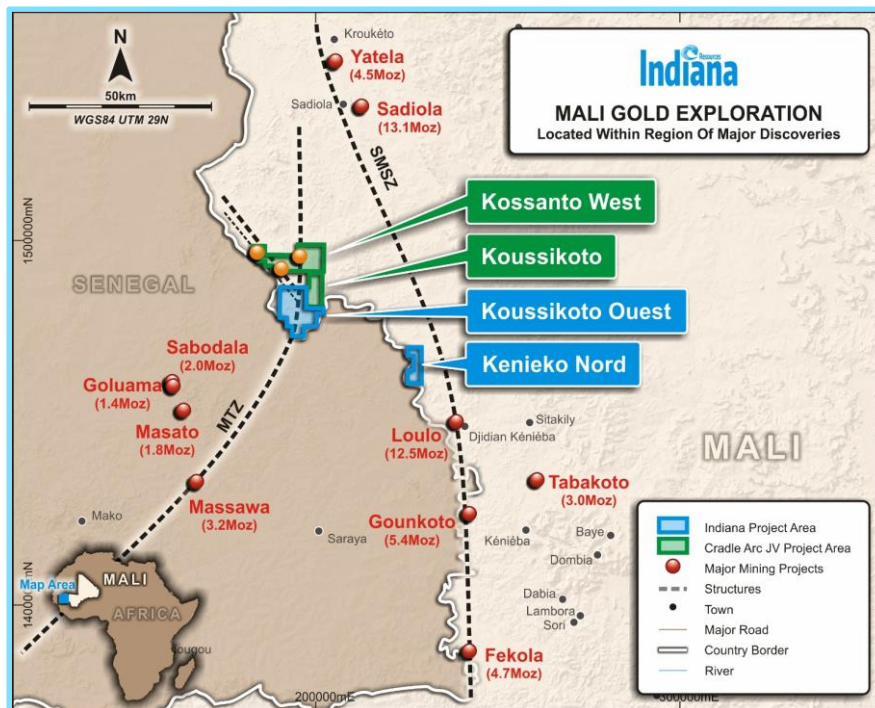 N
50km
WGS84 UTM 29N
Indiana
Resources
MALI GOLD EXPLORATION
Located Within Region Of Major Discoveries
Kroukéto
Yatela
(4.5Moz)
Sadiola
Sadiola
(13.1Moz)
SMSZ
Kossanto West
Koussikoto
Koussikoto Ouest
Kenieko Nord
1500000mN
SENEGAL
Sabodala
(2.0Moz)
Goluama
(1.4Moz)
Masato
(1.8Moz)
MTZ
Massawa
(3.2Moz)
Mako
Saraya
Loulo
(12.5Moz)
Djidian Kéniéba
Sitakily
MALI
Tabakoto
(3.0Moz)
Gounkoto
(5.4Moz)
Kéniéba
Baye
Dombia
Dabia
Lambora
Sori
Fekola
(4.7Moz)
Map Area
MALI
AFRICA
ougou
1400000mN
200000mE
300000mE
Indiana Project Area
Cradle Arc JV Project Area
Major Mining Projects
Structures
Town
Major Road
Country Border
River